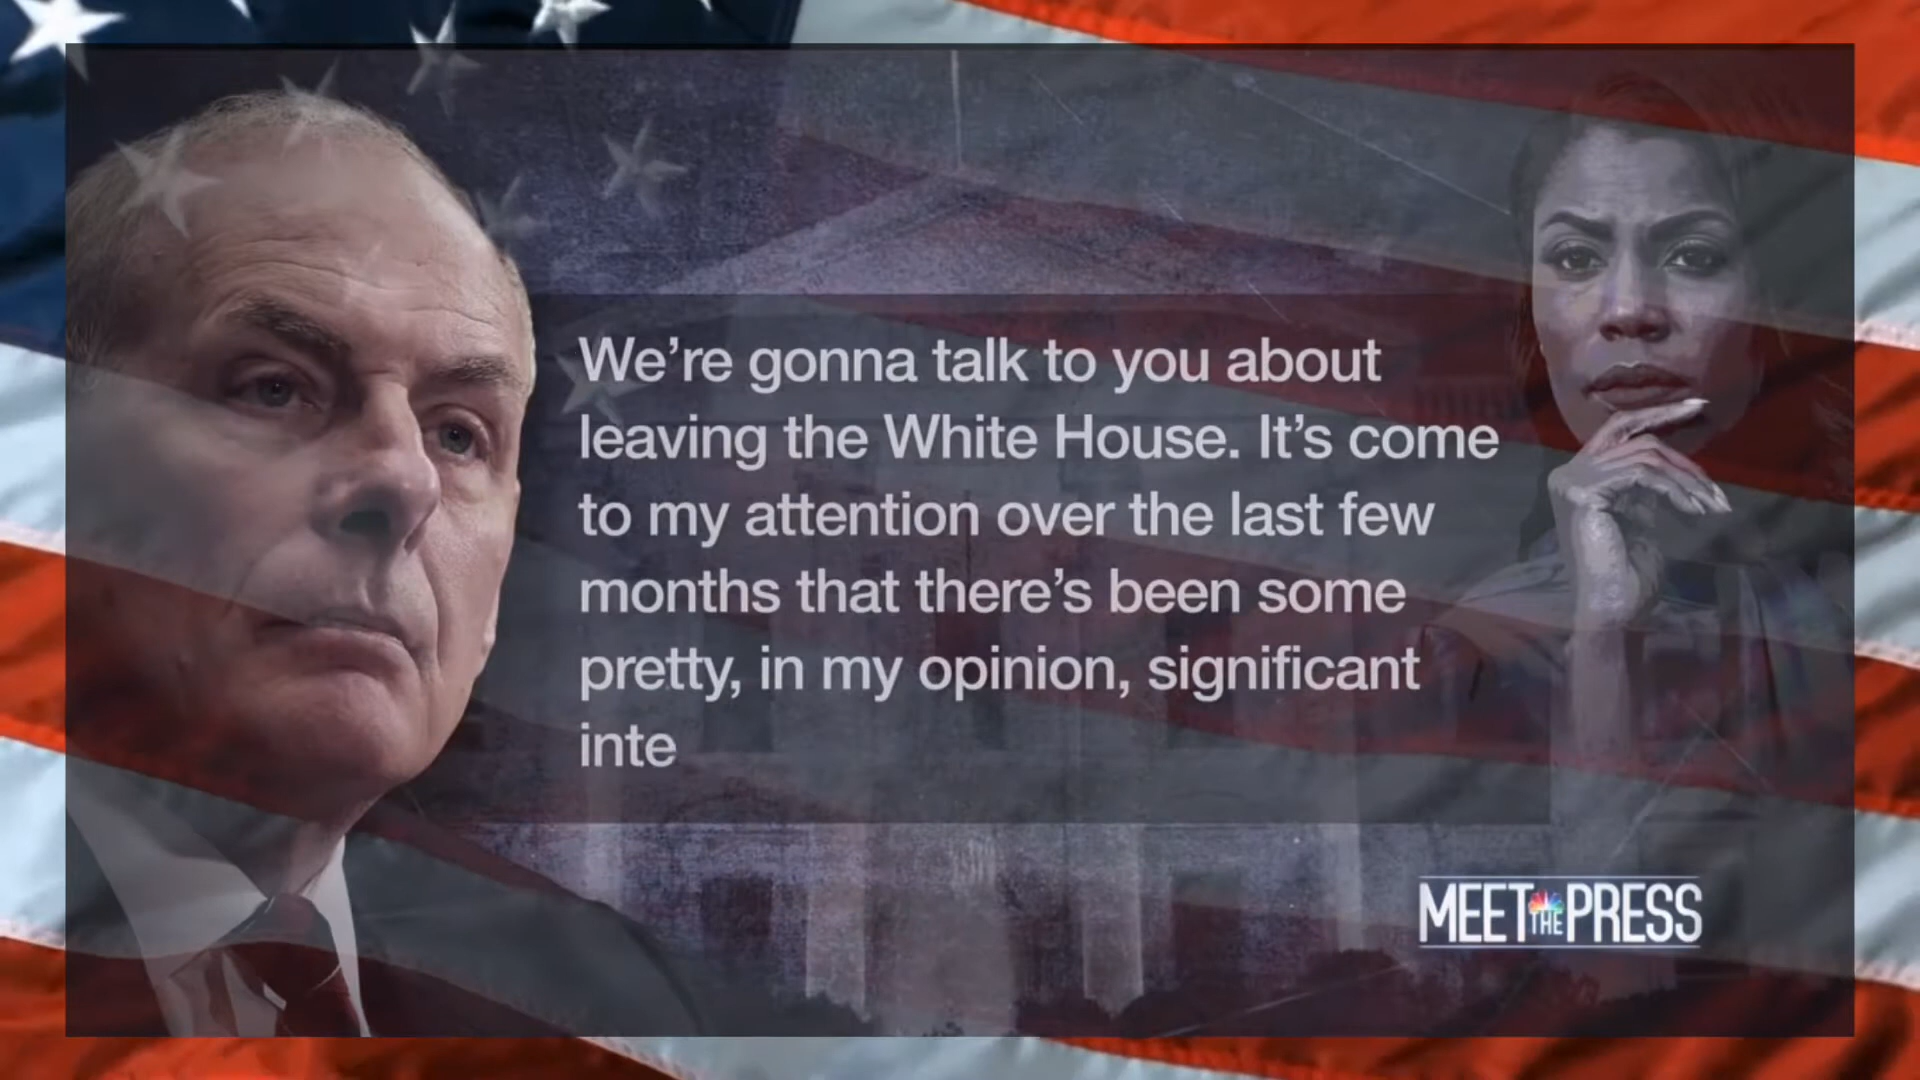 We’re gonna talk to you about
leaving the White House. It’s come
to my attention over the last few
months that there’s been some
pretty, in my opinion, significant
inte
MEET THE PRESS